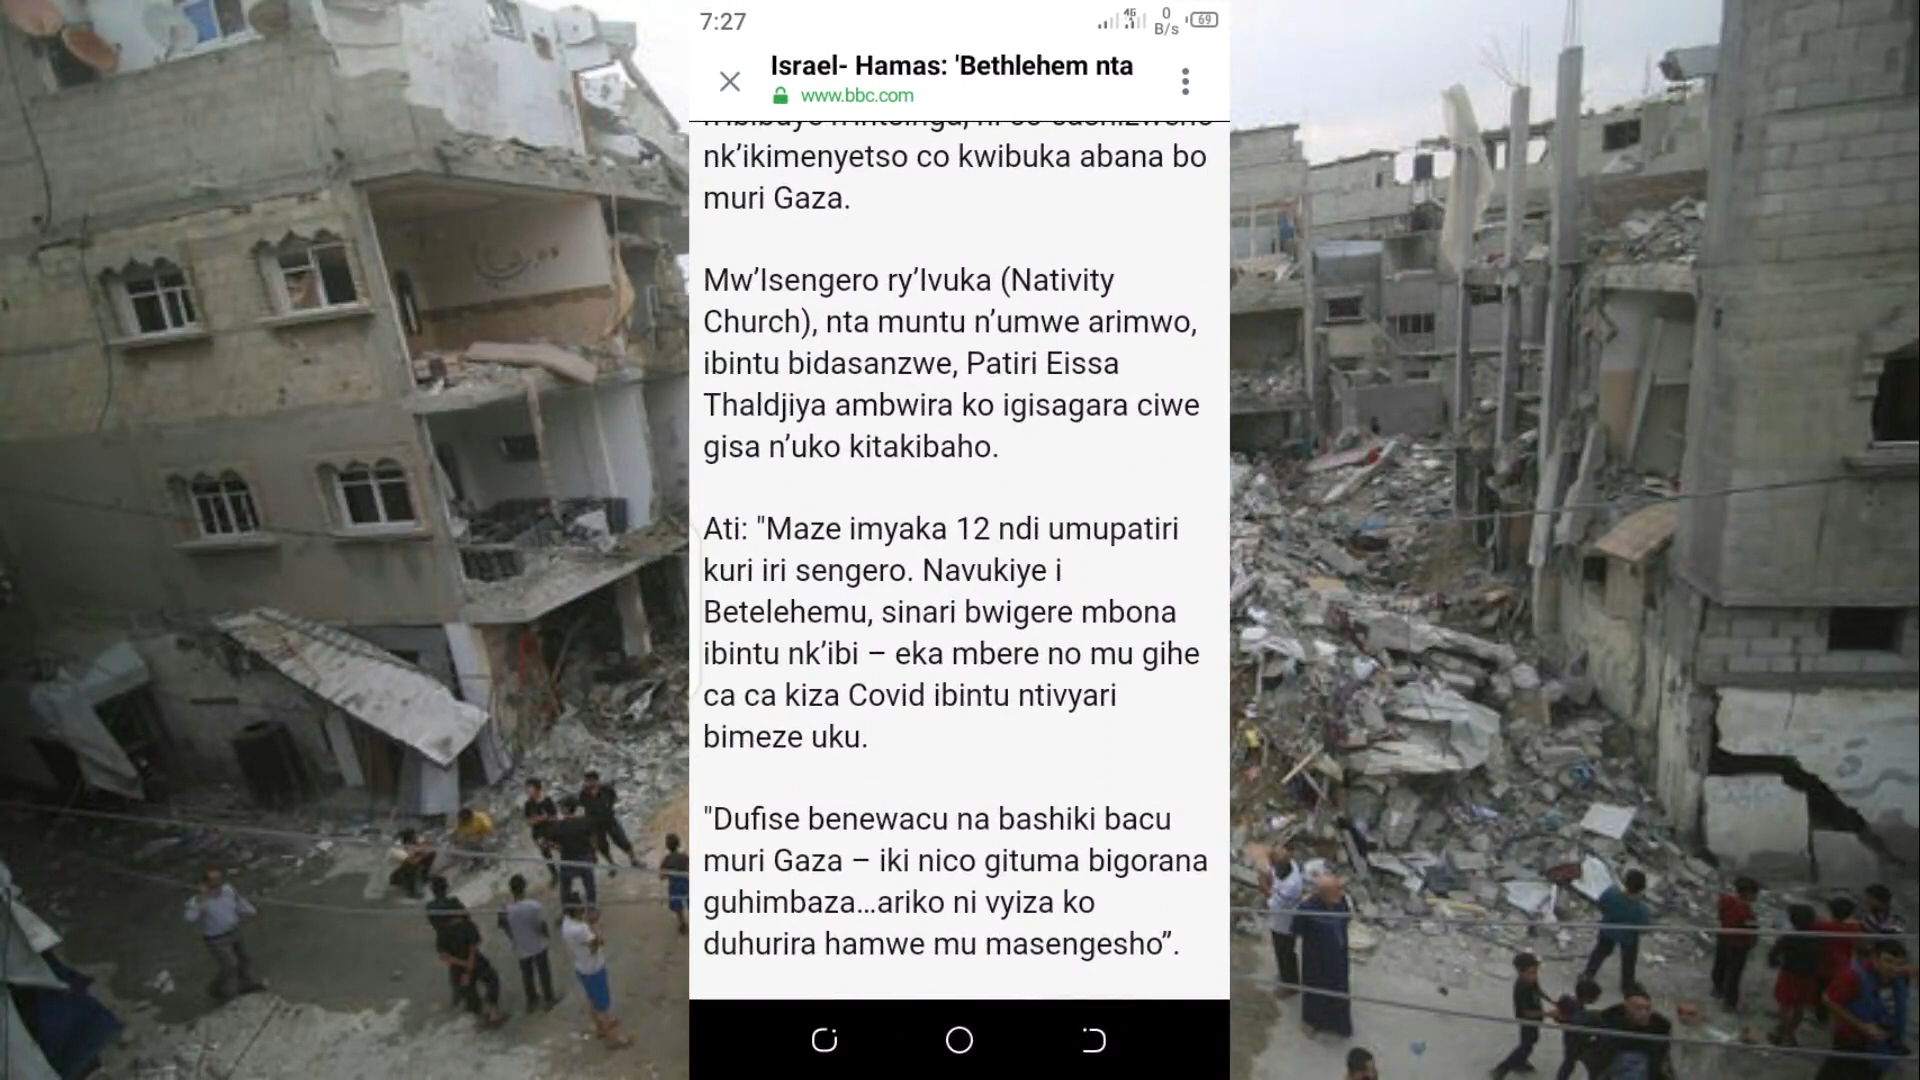 7:27
4G
0
B/s
69
Israel- Hamas: 'Bethlehem nta
www.bbc.com
nk’ikimenyetso co kwibuka abana bo
muri Gaza.
Mw’Isengero ry’Ivuka (Nativity
Church), nta muntu n’umwe arimwo,
ibintu bidasanzwe, Patiri Eissa
Thaldjiya ambwira ko igisagara ciwe
gisa n’uko kitakibaho.
Ati: "Maze imyaka 12 ndi umupatiri
kuri iri sengero. Navukiye i
Betelehemu, sinari bwigere mbona
ibintu nk’ibi – eka mbere no mu gihe
ca ca kiza Covid ibintu ntivyari
bimeze uku.
"Dufise benewacu na bashiki bacu
muri Gaza – iki nico gituma bigorana
guhimbaza...ariko ni vyiza ko
duhurira hamwe mu masengesho”.